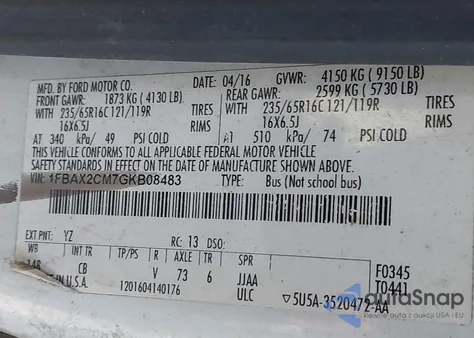 MFD. BY FORD MOTOR CO. DATE: 04/16 GVWR: 4150 KG (9150 LB)
FRONT GAWR: 1873 KG (4130 LB) REAR GAWR: 2599 KG (5730 LB)
WITH 235/65R16C 121/119R TIRES WITH 235/65R16C 121/119R TIRES
16X6.5J RIMS 16X6.5J RIMS
AT 340 kPa/ 49 PSI COLD AT 510 kPa/ 74 PSI COLD
THIS VEHICLE CONFORMS TO ALL APPLICABLE FEDERAL MOTOR VEHICLE
SAFETY STANDARDS IN EFFECT ON THE DATE OF MANUFACTURE SHOWN ABOVE.
VIN: 1FBAX2CM7GKB08483 TYPE: Bus (Not school bus)
EXT PNT: YZ RC: 13 DSO:
WB INT TR TP/PS R AXLE TR SPR F0345
148 CB V 73 6 JJAA T0441
IN U.S.A. 1201604140176 ULC ▽5U5A-3520472-AA
autoAstat